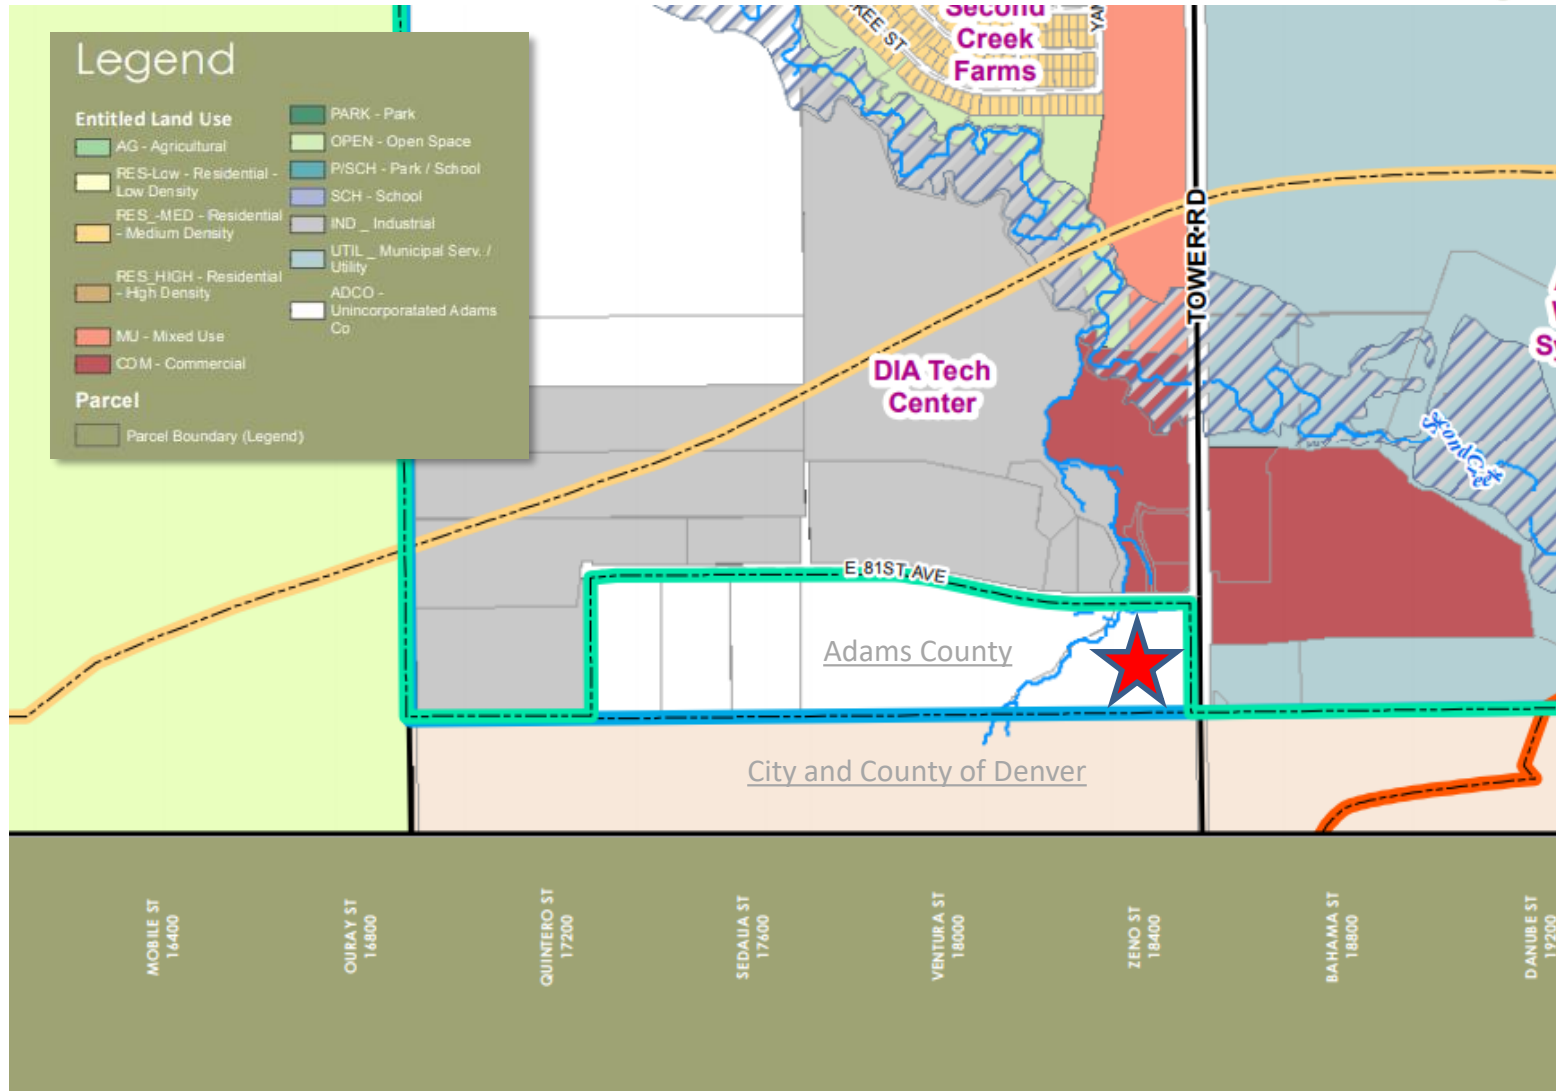 Legend
Entitled Land Use
AG - Agricultural
RES-Low - Residential -
Low Density
RES_-MED - Residential
- Medium Density
RES_HIGH - Residential
- High Density
MU - Mixed Use
COM - Commercial
Parcel
Parcel Boundary (Legend)
PARK - Park
OPEN - Open Space
P/SCH - Park / School
SCH - School
IND _ Industrial
UTIL _ Municipal Serv. /
Utility
ADCO -
Unincorporatated Adams
Co
Second
Creek
Farms
TOWER RD
DIA Tech
Center
E 81ST AVE
Adams County
City and County of Denver
MOBILE ST
16400
OURAY ST
16800
QUINTERO ST
17200
SEDALIA ST
17600
VENTURA ST
18000
ZENO ST
18400
BAHAMA ST
18800
DANUBE ST
19200